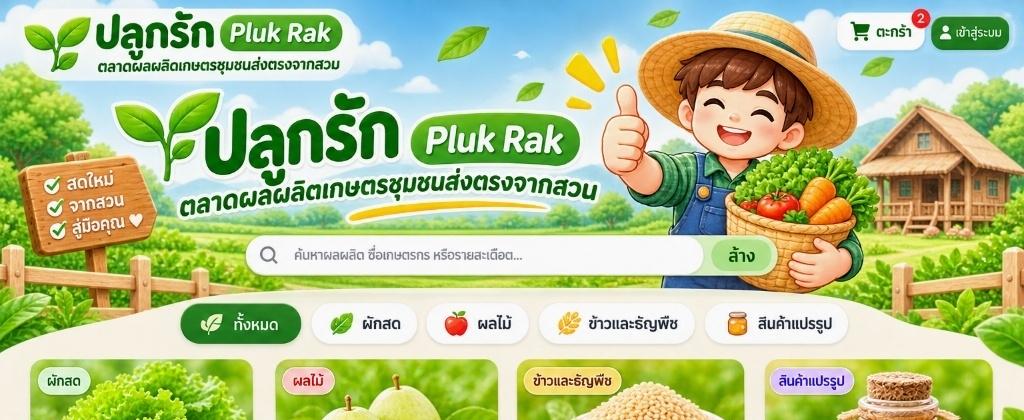 ปลูกรัก Pluk Rak
ตลาดผลผลิตเกษตรชุมชนส่งตรงจากสวม
ตะกร้า 2
เข้าสู่ระบม
ปลูกรัก Pluk Rak
ตลาดผลผลิตเกษตรชุมชนส่งตรงจากสวน
สดใหม่
จากสวน
สู่มือคุณ
ค้นหาผลผลิต ชื่อเกษตรกร หรือรายสะเดือต...
ล้าง
ทั้งหมด
ผักสด
ผลไม้
ข้าวและธัญพืช
สินค้าแปรรูป
ผักสด
ผลไม้
ข้าวและธัญพืช
สินค้าแปรรูป